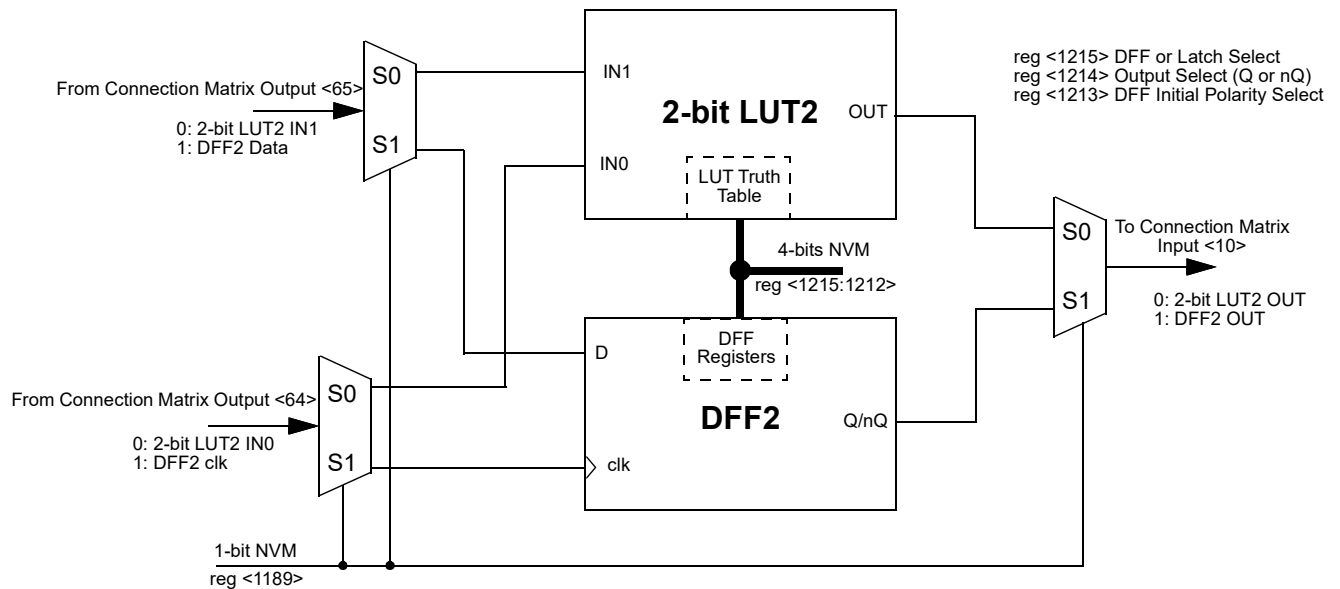 reg <1215> DFF or Latch Select
reg <1214> Output Select (Q or nQ)
reg <1213> DFF Initial Polarity Select
From Connection Matrix Output <65>
0: 2-bit LUT2 IN1
1: DFF2 Data
S0
S1
IN1
IN0
2-bit LUT2
OUT
LUT Truth
Table
4-bits NVM
reg <1215:1212>
S0
S1
To Connection Matrix
Input <10>
0: 2-bit LUT2 OUT
1: DFF2 OUT
DFF
Registers
D
DFF2
Q/nQ
clk
From Connection Matrix Output <64>
0: 2-bit LUT2 IN0
1: DFF2 clk
S0
S1
1-bit NVM
reg <1189>